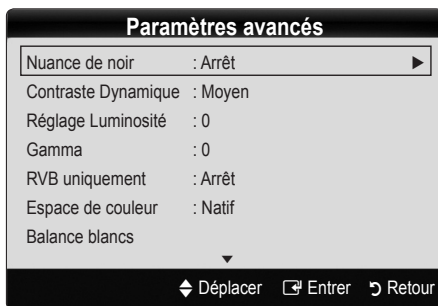 Paramètres avancés
Nuance de noir : Arrêt ►
Contraste Dynamique : Moyen
Réglage Luminosité : 0
Gamma : 0
RVB uniquement : Arrêt
Espace de couleur : Natif
Balance blancs
▼
Déplacer Entrer Retour